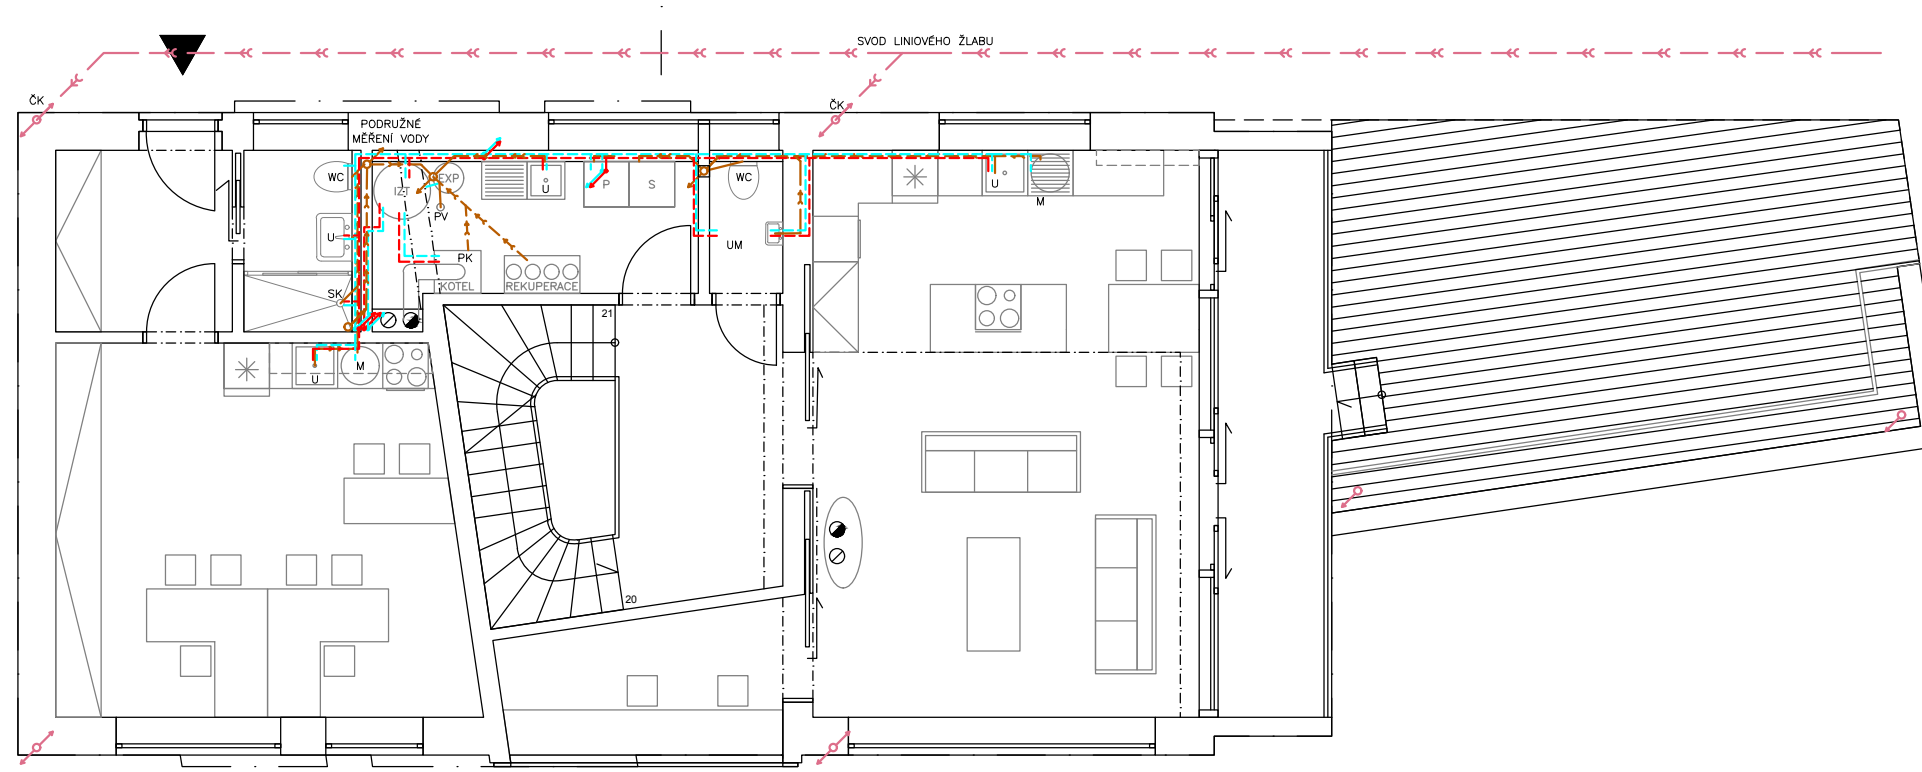 SVOD LINIOVÉHO ŽLABU
ČK
ČK
PODRUŽNÉ
MĚŘENÍ VODY
WC
IZT
EXP
U
P
S
WC
U
M
PV
U
UM
PK
KOTEL
REKUPERACE
SK
21
U
M
20